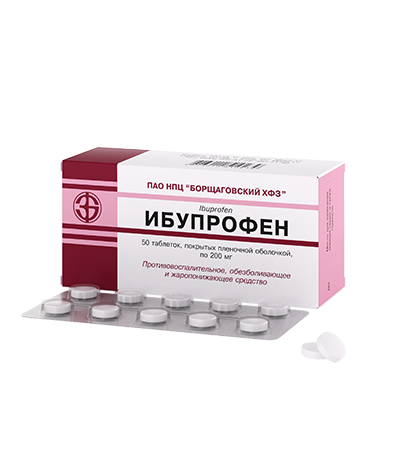 ПАО НПЦ "БОРЩАГОВСКИЙ ХФЗ"
Ibuprofen
ИБУПРОФЕН
50 таблеток, покрытых пленочной оболочкой,
по 200 мг
Противовоспалительное, обезболивающее
и жаропонижающее средство